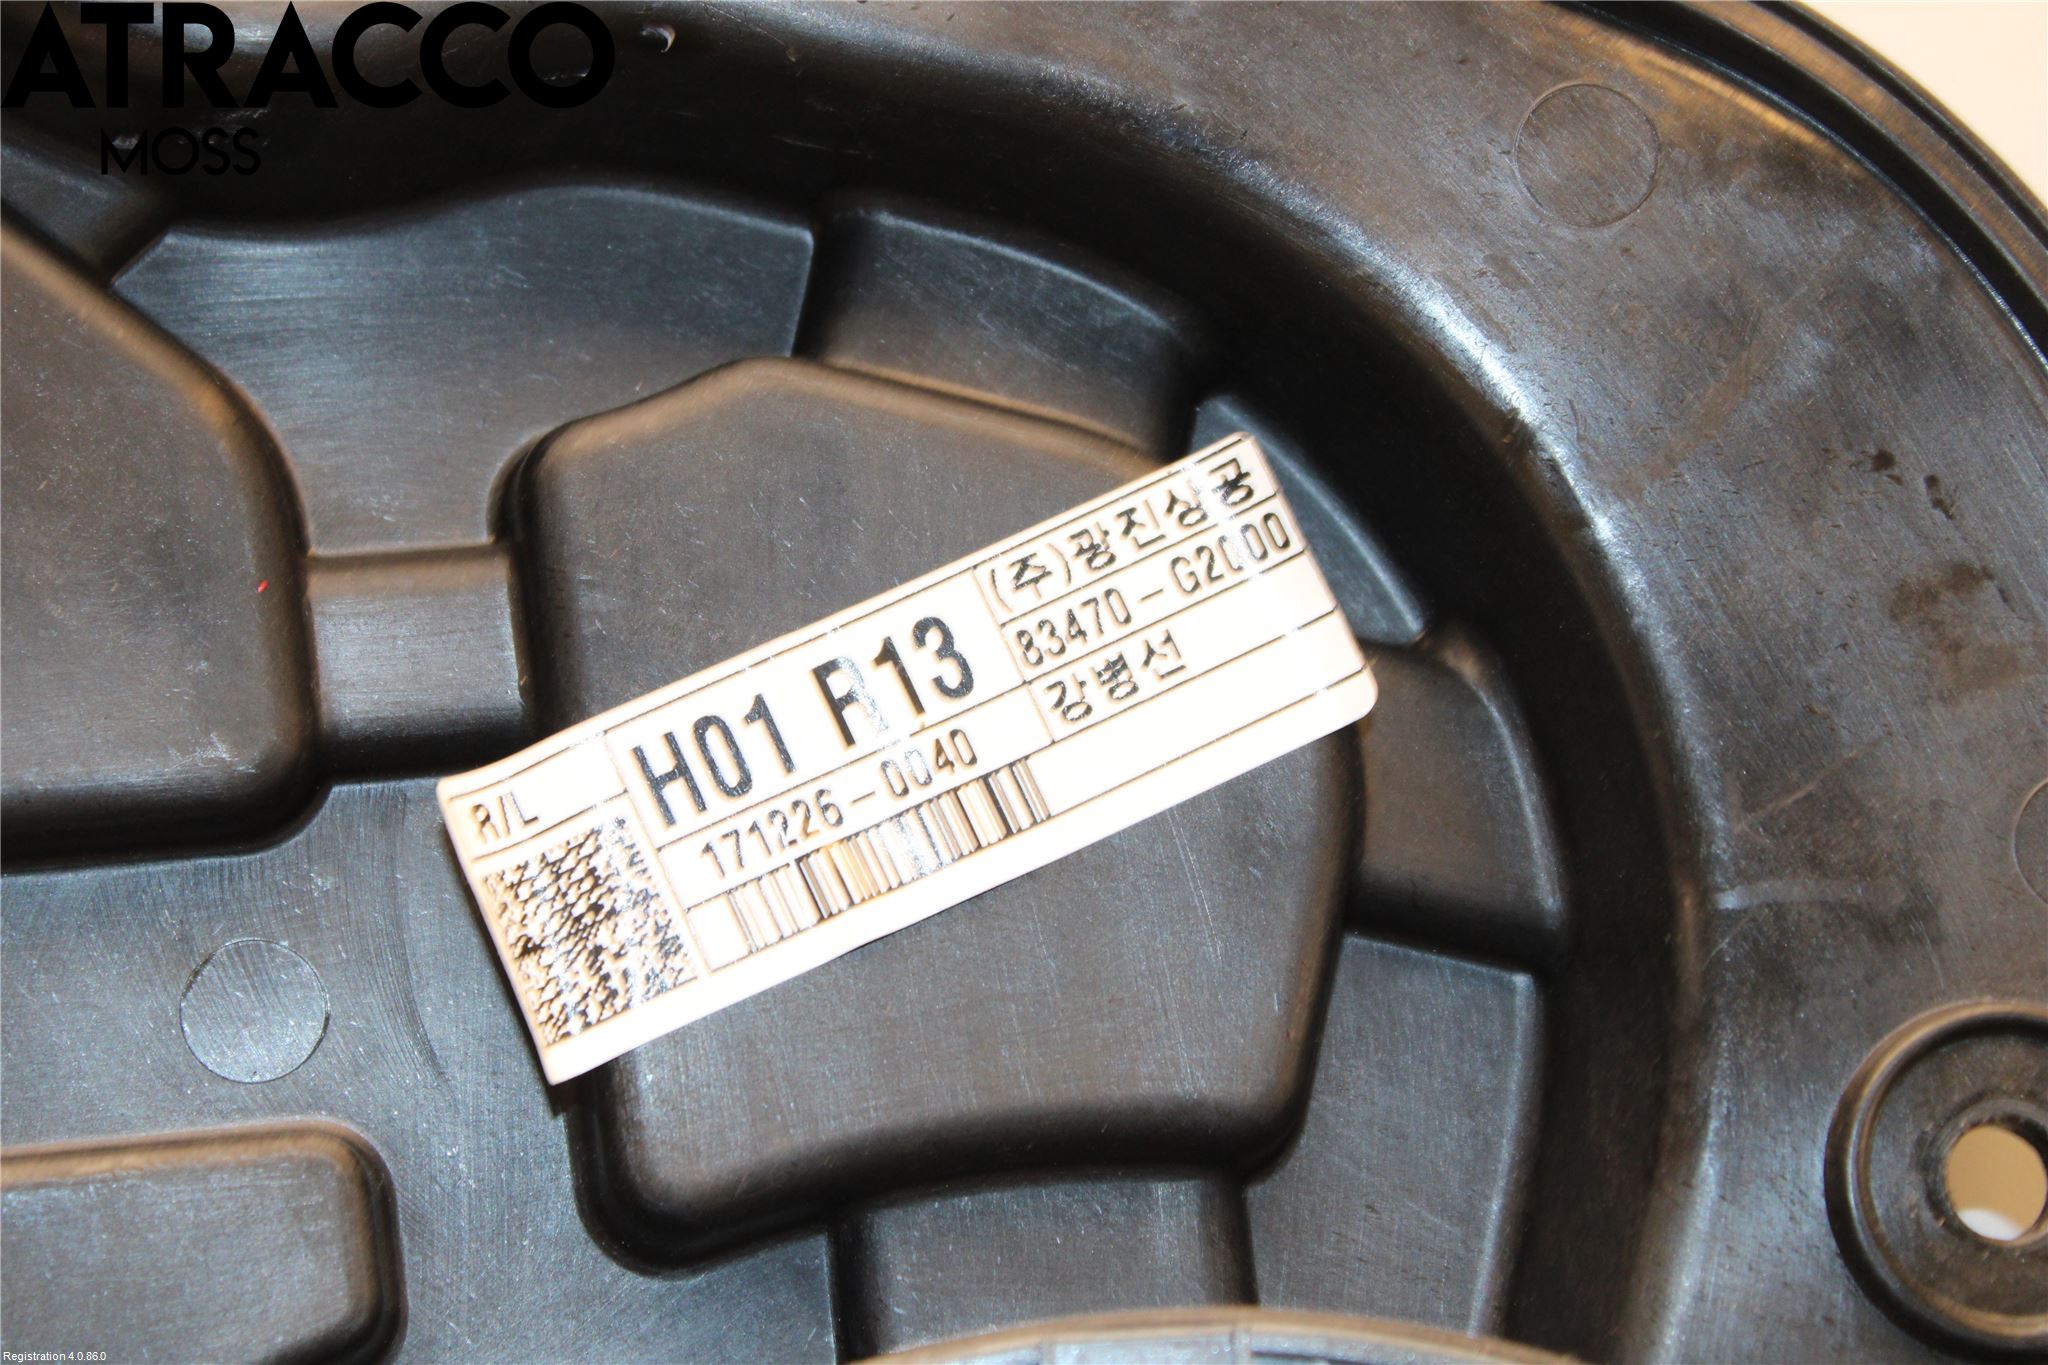 ATRACCO
MOSS
(주)광진상공
83470-G2000
강병선
R/L
H01 R13
171226-0040
Registration 4.0.86.0